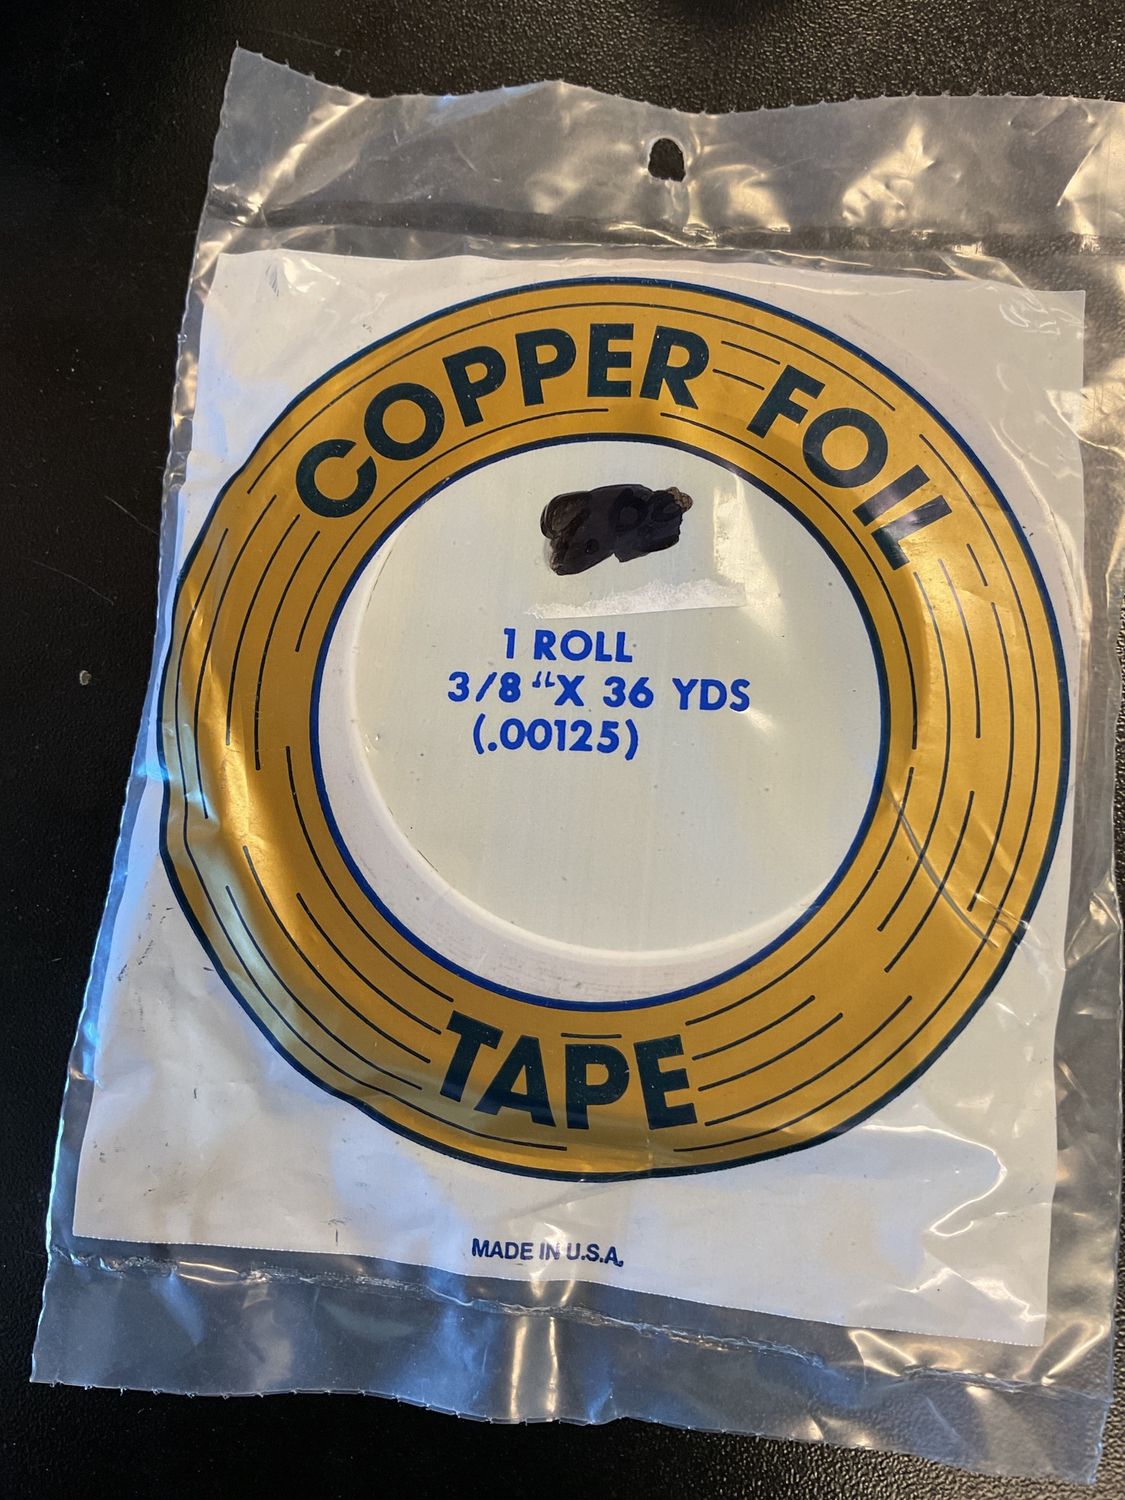 COPPER FOIL
1 ROLL
3/8 "X 36 YDS
(.00125)
TAPE
MADE IN U.S.A.